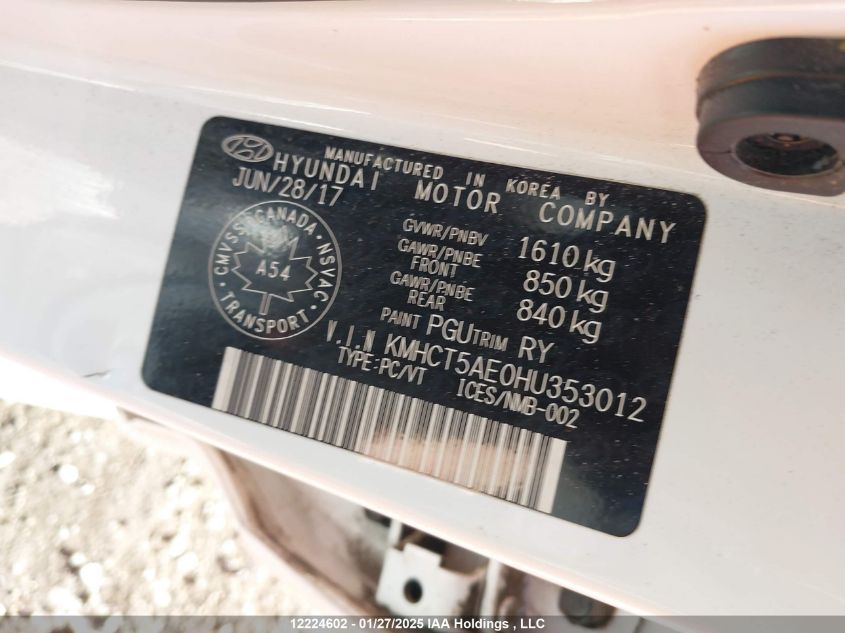 MANUFACTURED IN KOREA BY
HYUNDAI MOTOR COMPANY
JUN/28/17
GVWR/PNBV 1610 kg
GAWR/PNBE FRONT 850 kg
GAWR/PNBE REAR 840 kg
CMVSS CANADA NSVAC
A54
TRANSPORT
PAINT PGU TRIM RY
V.I.N KMHCT5AE0HU353012
TYPE:PC/VT ICES/NMB-002
12224602 - 01/27/2025 IAA Holdings , LLC